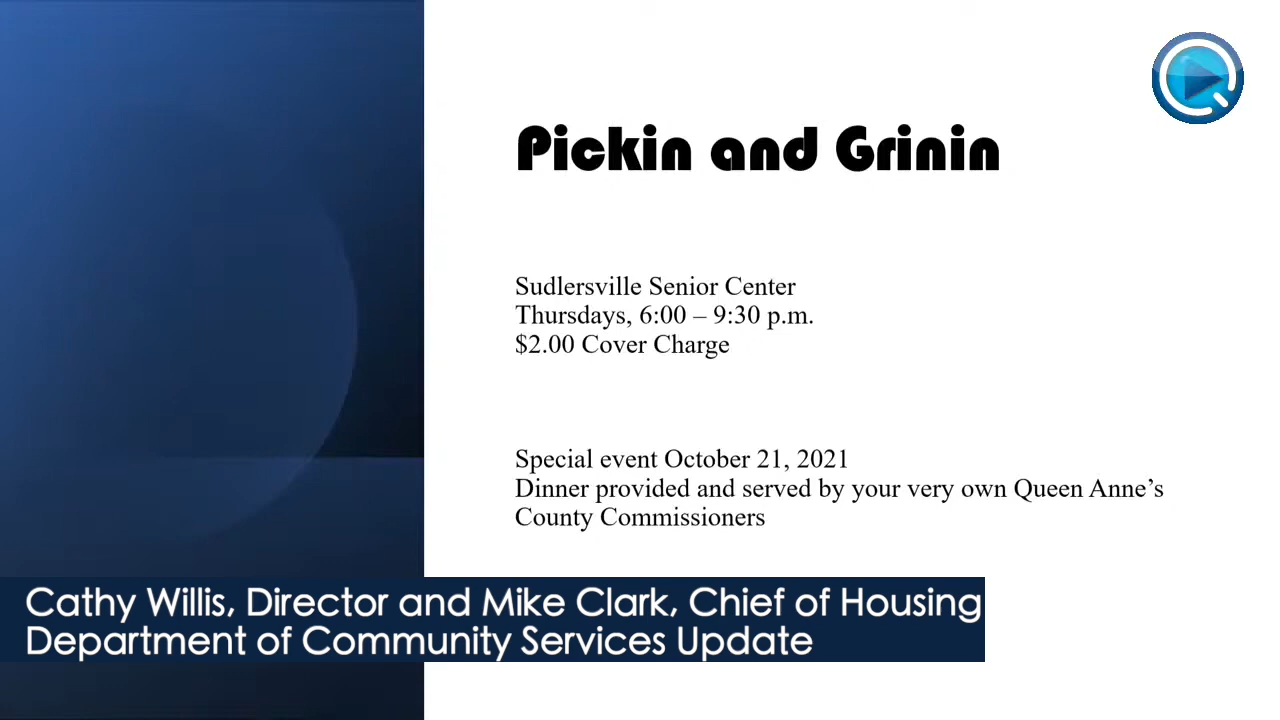 Pickin and Grinin
Sudlersville Senior Center
Thursdays, 6:00 – 9:30 p.m.
$2.00 Cover Charge
Special event October 21, 2021
Dinner provided and served by your very own Queen Anne’s
County Commissioners
Cathy Willis, Director and Mike Clark, Chief of Housing
Department of Community Services Update